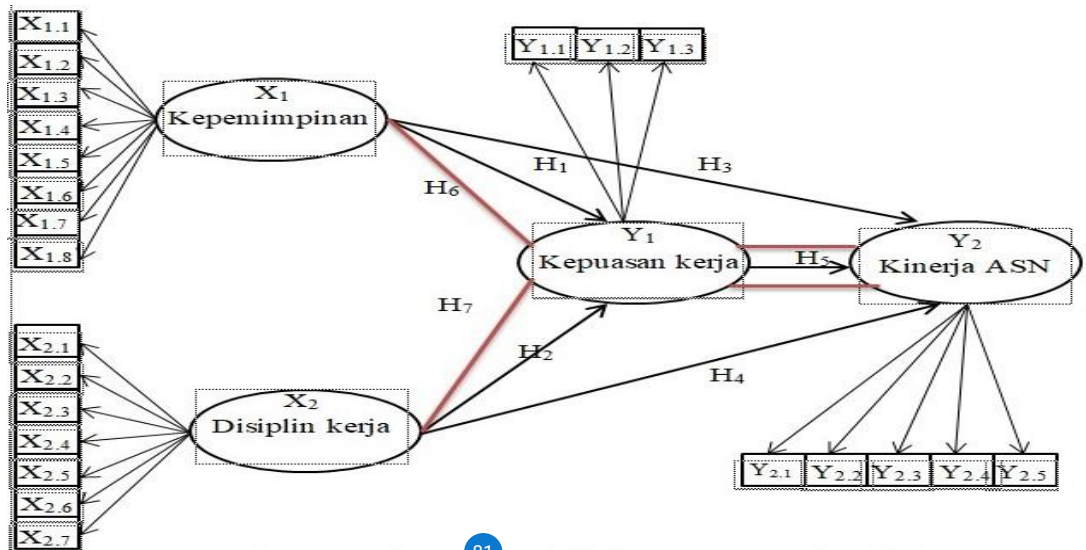 X1.1
X1.2
X1.3
X1.4
X1.5
X1.6
X1.7
X1.8
X1
Kepemimpinan
Y1.1 Y1.2 Y1.3
H1
H3
H6
Y1
Kepuasan kerja
H5
Y2
Kinerja ASN
H7
H2
H4
X2.1
X2.2
X2.3
X2.4
X2.5
X2.6
X2.7
X2
Disiplin kerja
Y2.1 Y2.2 Y2.3 Y2.4 Y2.5